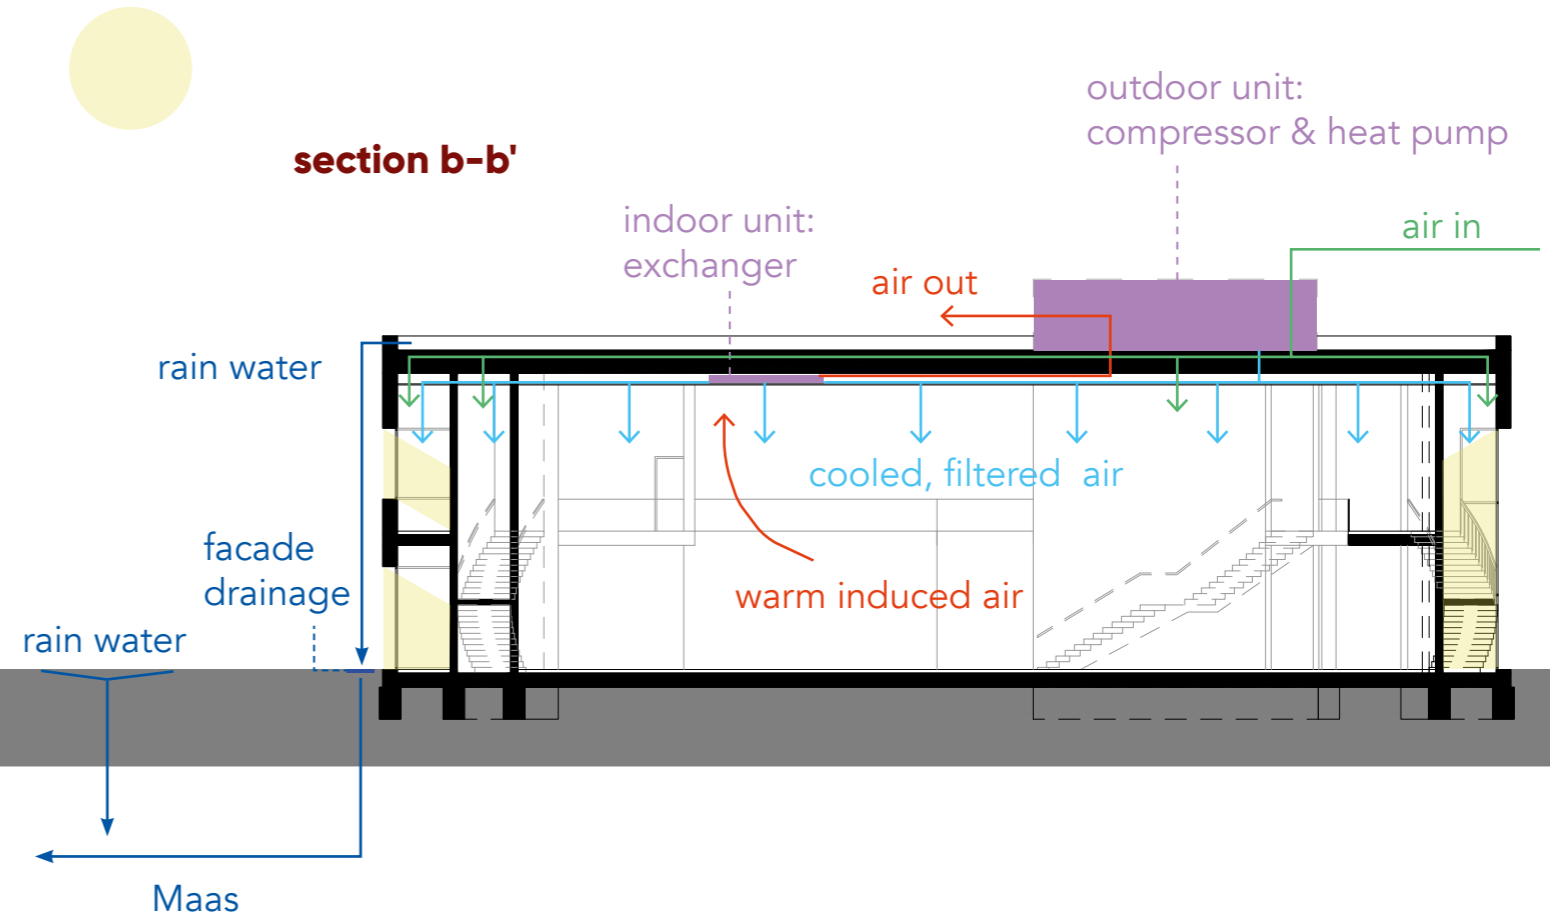 section b-b'
outdoor unit:
compressor & heat pump
indoor unit:
exchanger
air in
air out
rain water
cooled, filtered air
facade
drainage
warm induced air
rain water
Maas